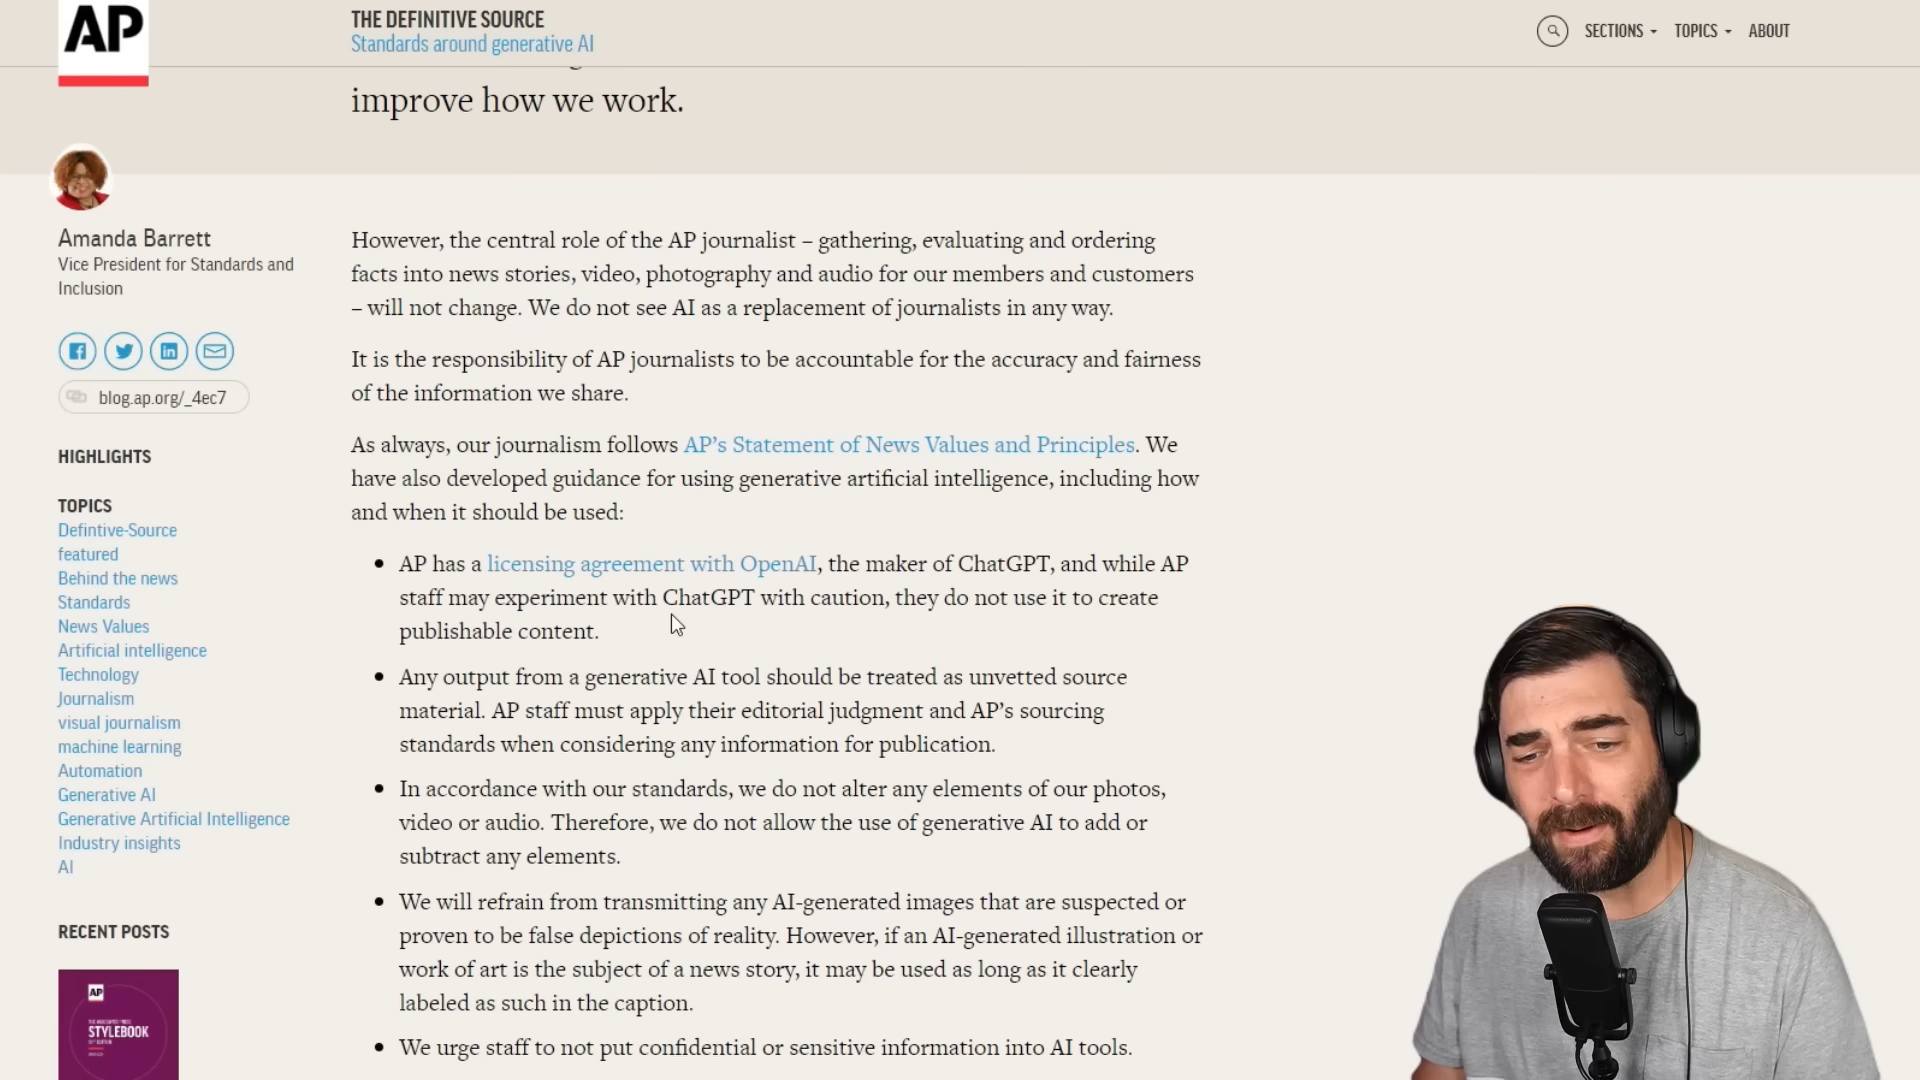 AP
THE DEFINITIVE SOURCE
Standards around generative AI
SECTIONS
TOPICS
ABOUT
improve how we work.
Amanda Barrett
Vice President for Standards and
Inclusion
blog.ap.org/_4ec7
HIGHLIGHTS
TOPICS
Defintive-Source
featured
Behind the news
Standards
News Values
Artificial intelligence
Technology
Journalism
visual journalism
machine learning
Automation
Generative AI
Generative Artificial Intelligence
Industry insights
AI
RECENT POSTS
AP
STYLEBOOK
However, the central role of the AP journalist – gathering, evaluating and ordering
facts into news stories, video, photography and audio for our members and customers
– will not change. We do not see AI as a replacement of journalists in any way.
It is the responsibility of AP journalists to be accountable for the accuracy and fairness
of the information we share.
As always, our journalism follows AP’s Statement of News Values and Principles. We
have also developed guidance for using generative artificial intelligence, including how
and when it should be used:
• AP has a licensing agreement with OpenAI, the maker of ChatGPT, and while AP
staff may experiment with ChatGPT with caution, they do not use it to create
publishable content.
• Any output from a generative AI tool should be treated as unvetted source
material. AP staff must apply their editorial judgment and AP’s sourcing
standards when considering any information for publication.
• In accordance with our standards, we do not alter any elements of our photos,
video or audio. Therefore, we do not allow the use of generative AI to add or
subtract any elements.
• We will refrain from transmitting any AI-generated images that are suspected or
proven to be false depictions of reality. However, if an AI-generated illustration or
work of art is the subject of a news story, it may be used as long as it clearly
labeled as such in the caption.
• We urge staff to not put confidential or sensitive information into AI tools.